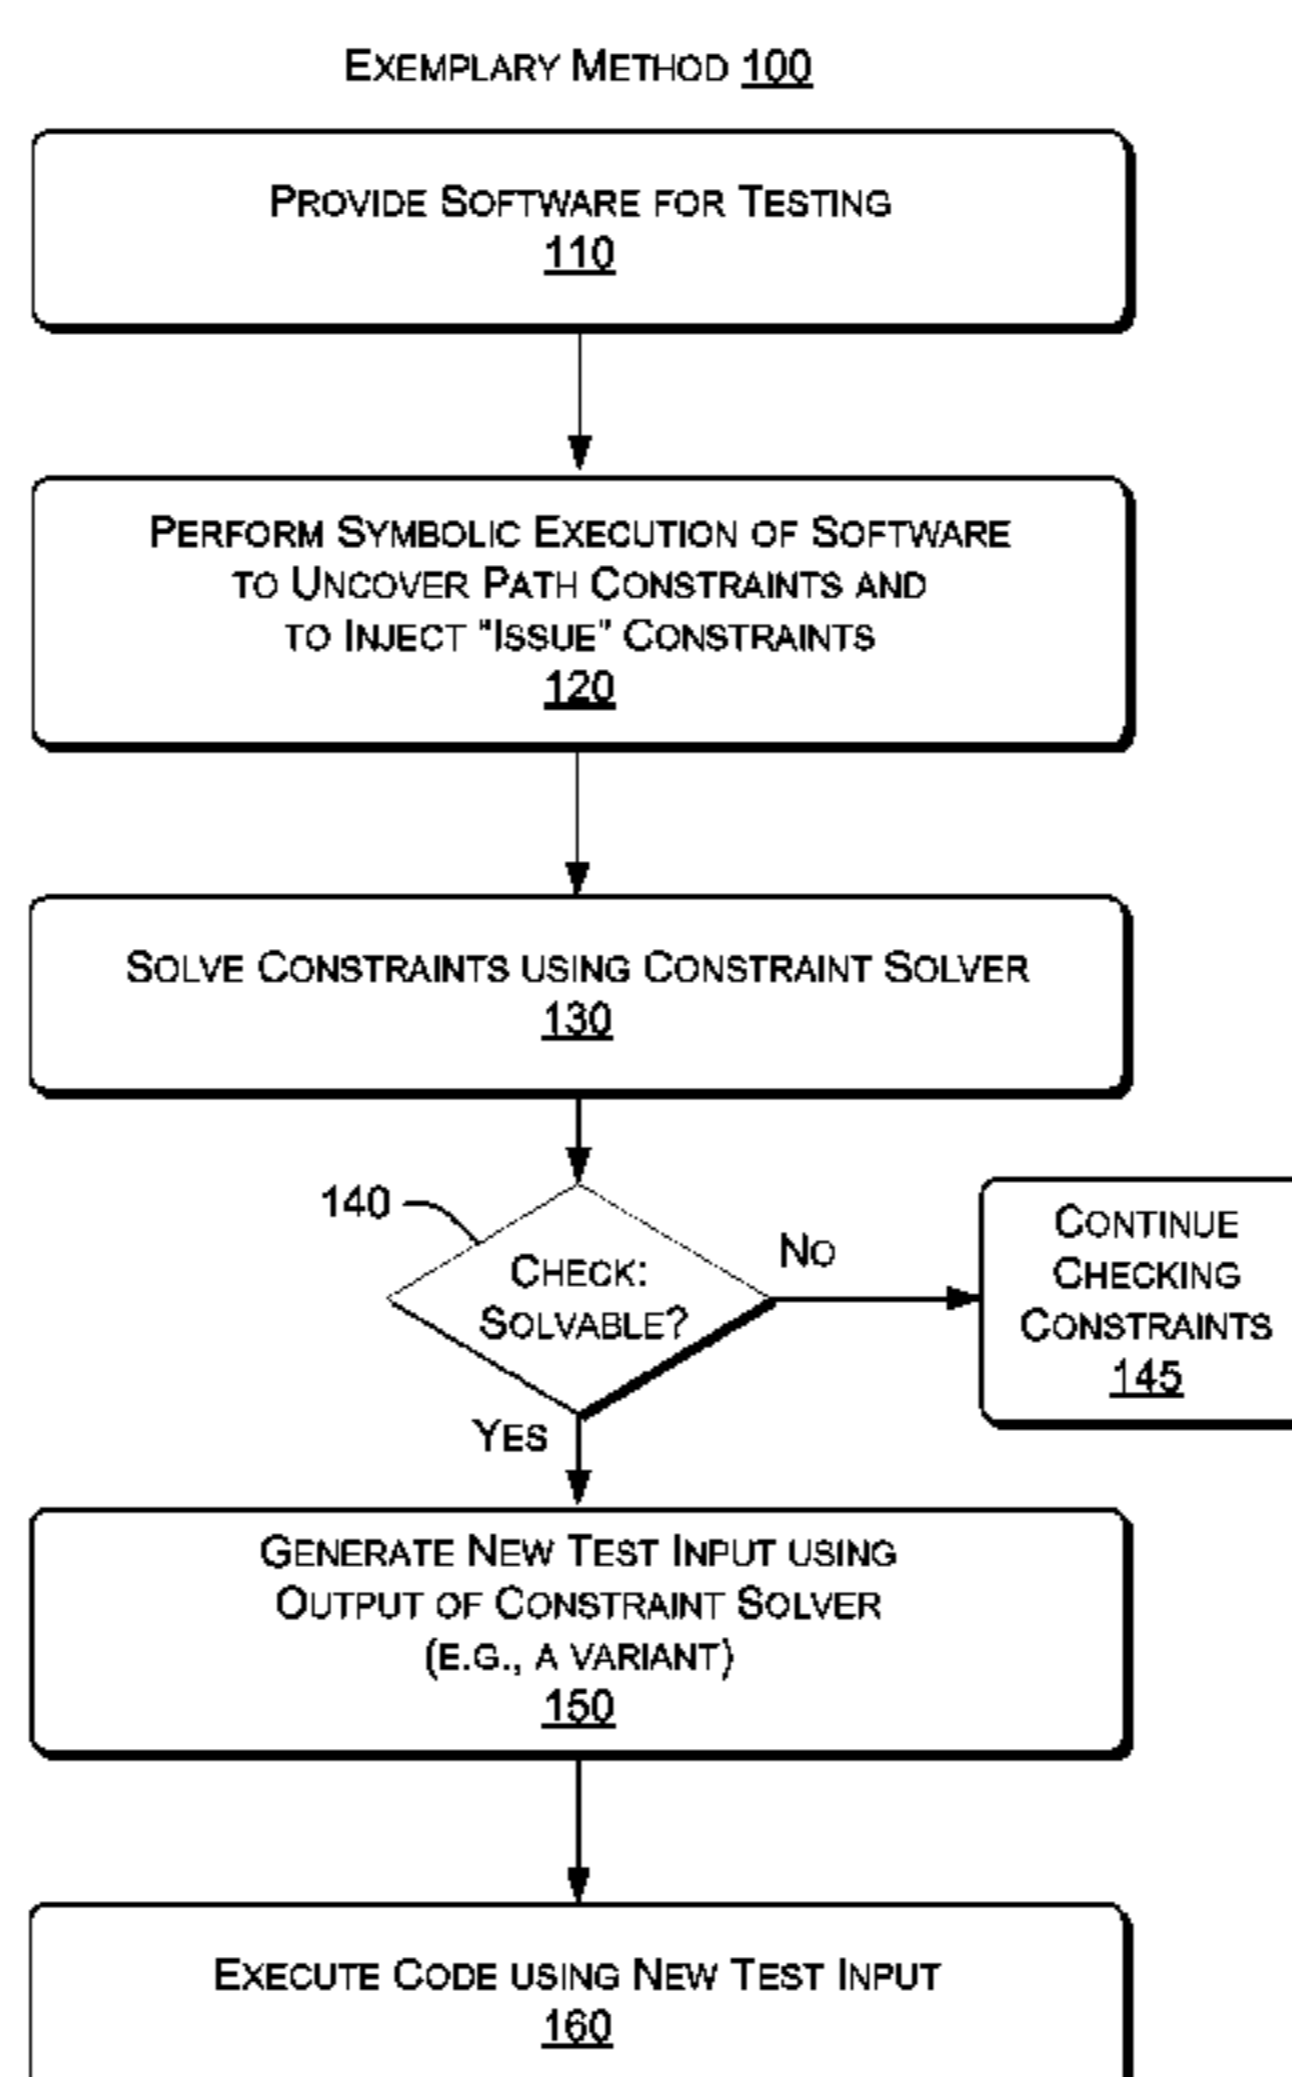 EXEMPLARY METHOD 100
PROVIDE SOFTWARE FOR TESTING
110
PERFORM SYMBOLIC EXECUTION OF SOFTWARE
TO UNCOVER PATH CONSTRAINTS AND
TO INJECT “ISSUE” CONSTRAINTS
120
SOLVE CONSTRAINTS USING CONSTRAINT SOLVER
130
140
CHECK:
SOLVABLE?
NO
CONTINUE
CHECKING
CONSTRAINTS
145
YES
GENERATE NEW TEST INPUT USING
OUTPUT OF CONSTRAINT SOLVER
(E.G., A VARIANT)
150
EXECUTE CODE USING NEW TEST INPUT
160